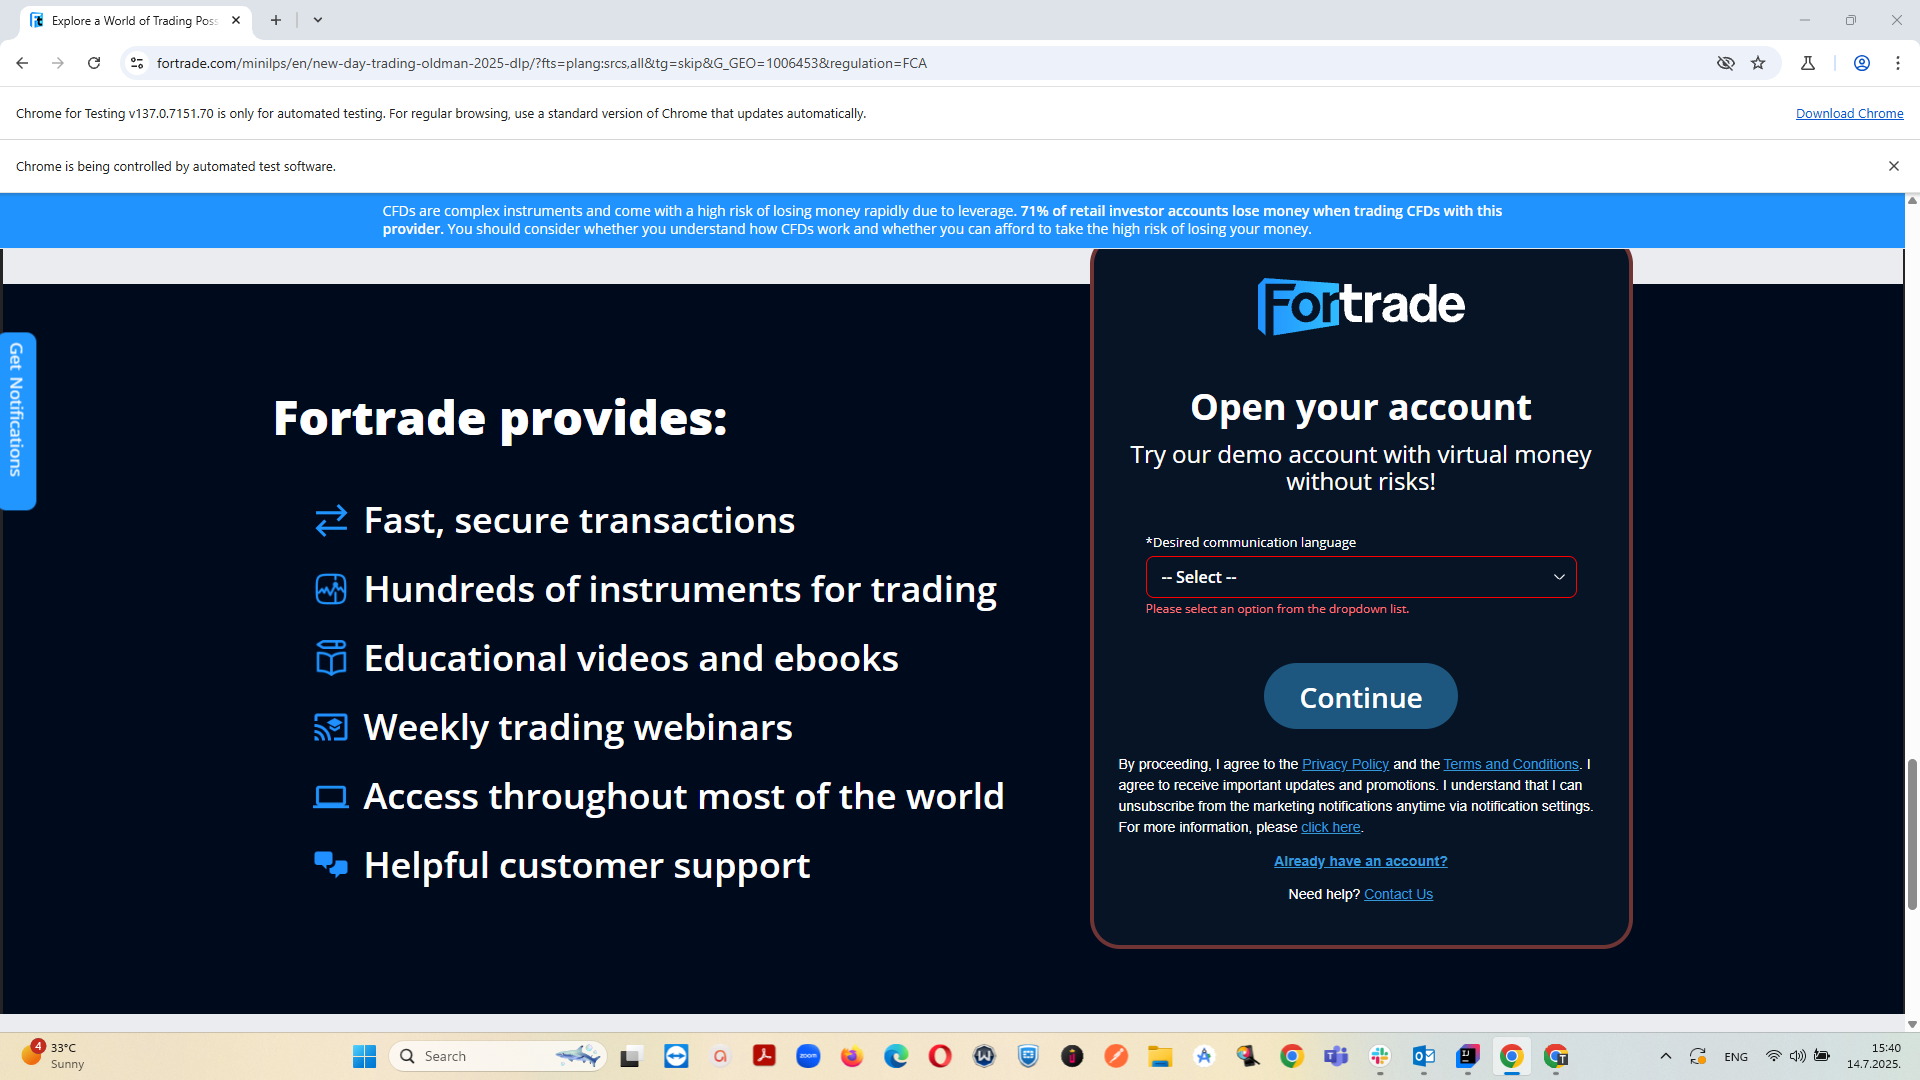 Explore a World of Trading Poss
fortrade.com/minilps/en/new-day-trading-oldman-2025-dlp/?fts=plang:srcs,all&tg=skip&G_GEO=1006453&regulation=FCA
Chrome for Testing v137.0.7151.70 is only for automated testing. For regular browsing, use a standard version of Chrome that updates automatically.
Download Chrome
Chrome is being controlled by automated test software.
CFDs are complex instruments and come with a high risk of losing money rapidly due to leverage. 71% of retail investor accounts lose money when trading CFDs with this
provider. You should consider whether you understand how CFDs work and whether you can afford to take the high risk of losing your money.
Get Notifications
Fortrade provides:
Fast, secure transactions
Hundreds of instruments for trading
Educational videos and ebooks
Weekly trading webinars
Access throughout most of the world
Helpful customer support
Fortrade
Open your account
Try our demo account with virtual money
without risks!
*Desired communication language
-- Select --
Please select an option from the dropdown list.
Continue
By proceeding, I agree to the Privacy Policy and the Terms and Conditions. I
agree to receive important updates and promotions. I understand that I can
unsubscribe from the marketing notifications anytime via notification settings.
For more information, please click here.
Already have an account?
Need help? Contact Us
4
33°C
Sunny
Search
zoom
ENG
15:40
14.7.2025.